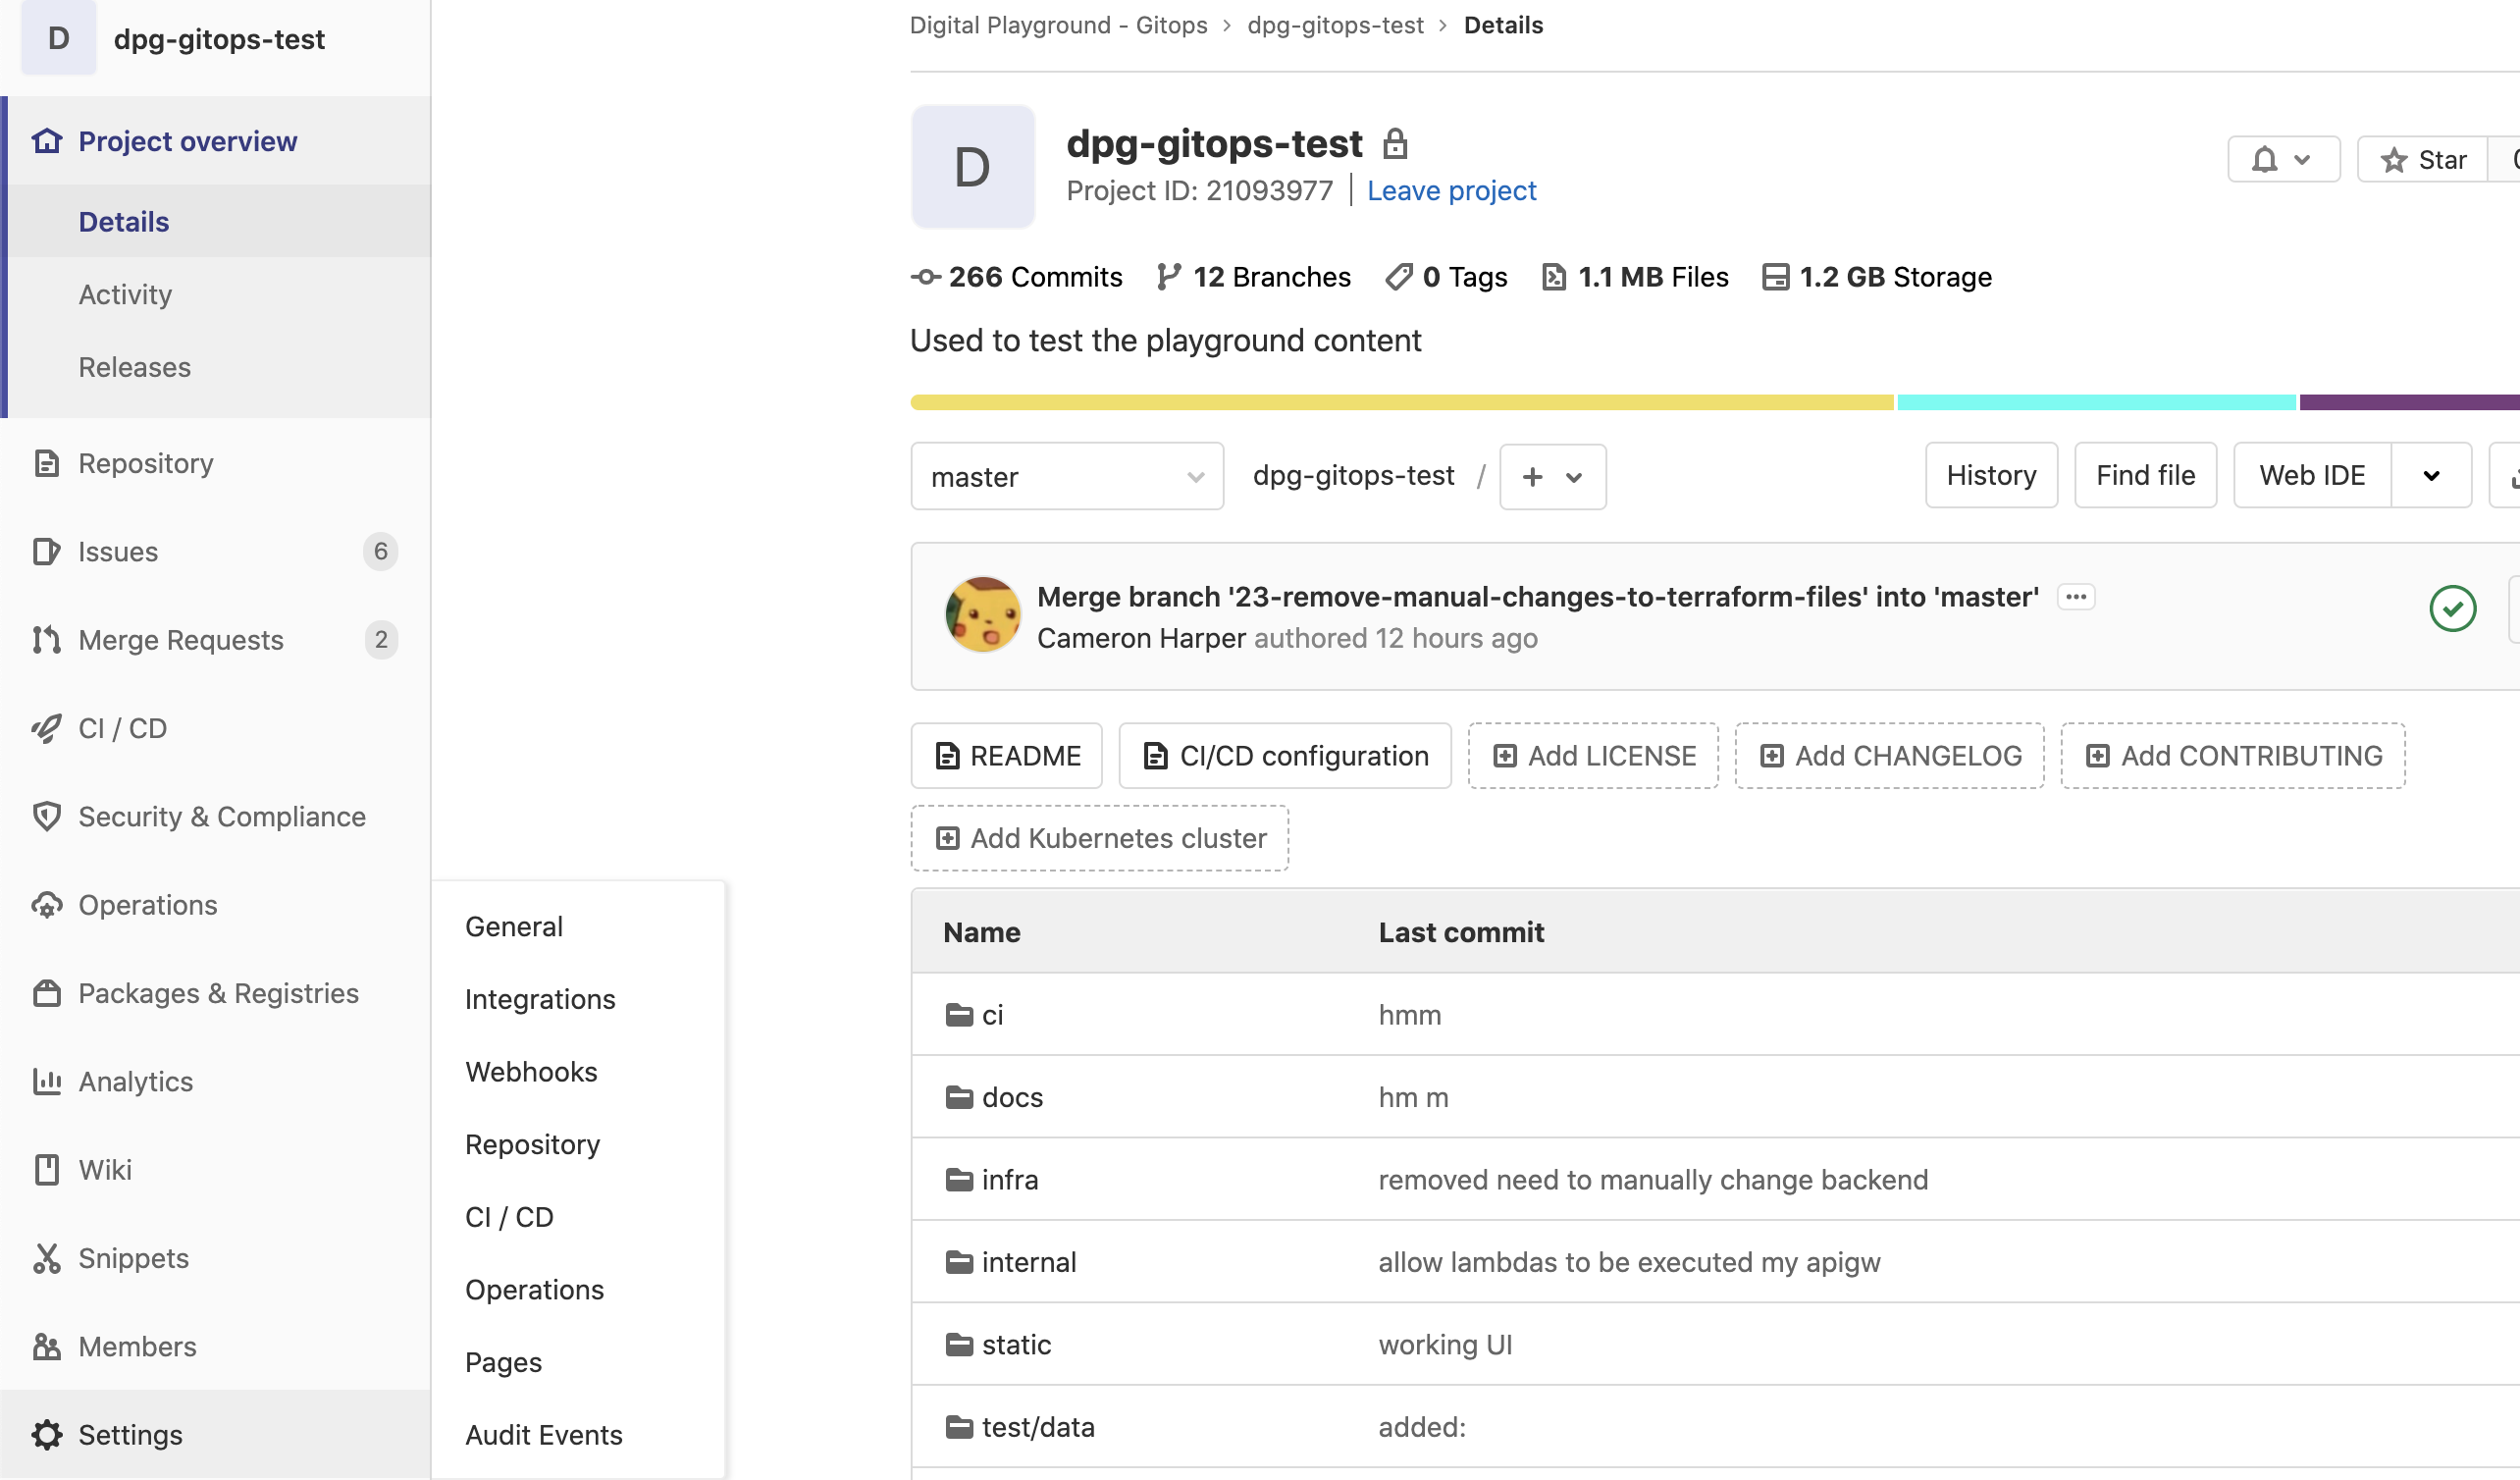 D dpg-gitops-test
Project overview
Details
Activity
Releases
Repository
Issues 6
Merge Requests 2
CI / CD
Security & Compliance
Operations
Packages & Registries
Analytics
Wiki
Snippets
Members
Settings
General
Integrations
Webhooks
Repository
CI / CD
Operations
Pages
Audit Events
Digital Playground - Gitops › dpg-gitops-test › Details
D
dpg-gitops-test
Project ID: 21093977 | Leave project
Star
266 Commits 12 Branches 0 Tags 1.1 MB Files 1.2 GB Storage
Used to test the playground content
master dpg-gitops-test / + History Find file Web IDE
Merge branch '23-remove-manual-changes-to-terraform-files' into 'master' ...
Cameron Harper authored 12 hours ago
README CI/CD configuration Add LICENSE Add CHANGELOG Add CONTRIBUTING
Add Kubernetes cluster
Name Last commit
ci hmm
docs hm m
infra removed need to manually change backend
internal allow lambdas to be executed my apigw
static working UI
test/data added: